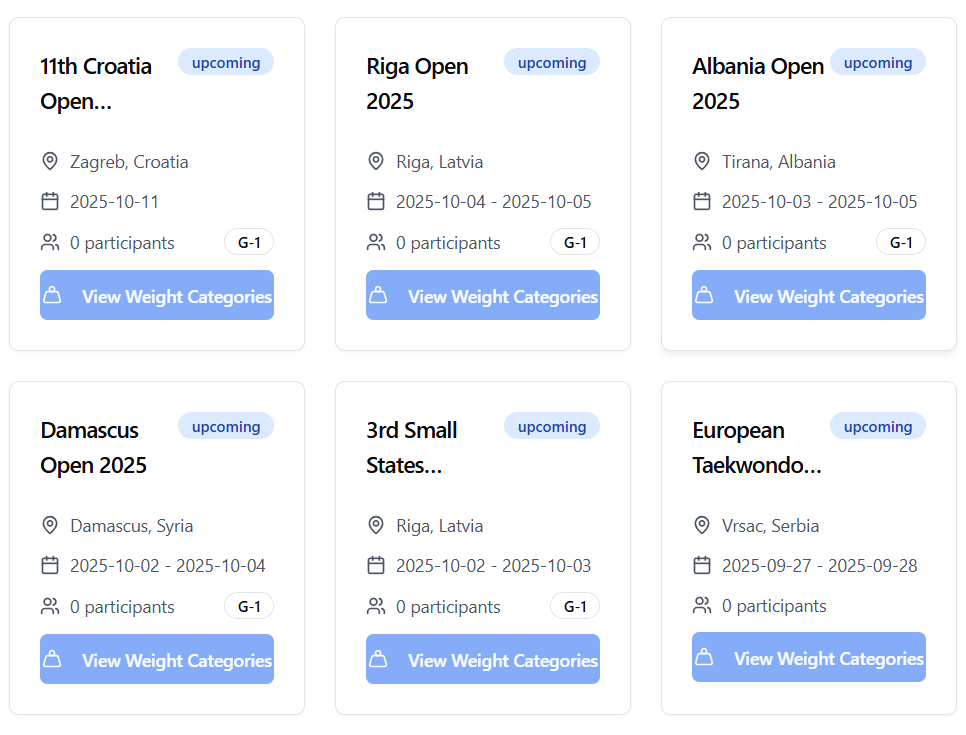 11th Croatia Open...
upcoming
Zagreb, Croatia
2025-10-11
0 participants
G-1
View Weight Categories
Riga Open 2025
upcoming
Riga, Latvia
2025-10-04 - 2025-10-05
0 participants
G-1
View Weight Categories
Albania Open 2025
upcoming
Tirana, Albania
2025-10-03 - 2025-10-05
0 participants
G-1
View Weight Categories
Damascus Open 2025
upcoming
Damascus, Syria
2025-10-02 - 2025-10-04
0 participants
G-1
View Weight Categories
3rd Small States...
upcoming
Riga, Latvia
2025-10-02 - 2025-10-03
0 participants
G-1
View Weight Categories
European Taekwondo...
upcoming
Vrsac, Serbia
2025-09-27 - 2025-09-28
0 participants
View Weight Categories